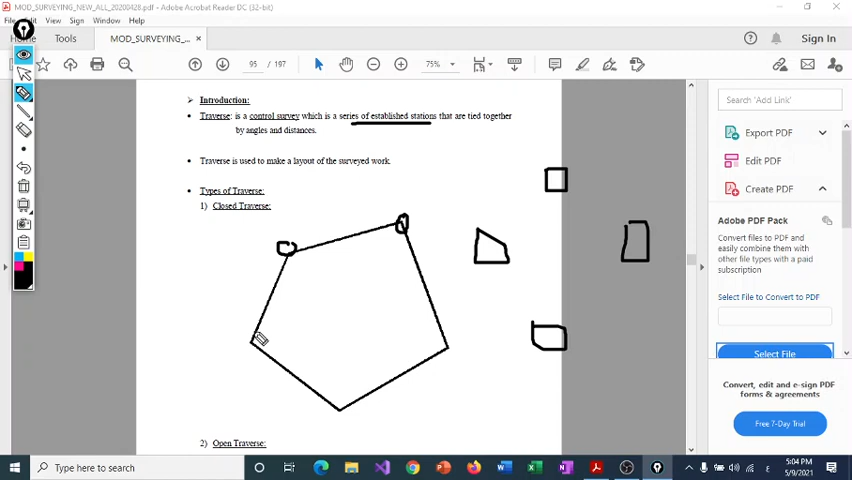 MOD_SURVEYING_NEW_ALL_20200428.pdf - Adobe Acrobat Reader DC (32-bit)
View Sign Window Help
Tools MOD_SURVEYING_... × Sign In
95 / 197 75%
Introduction:
Traverse: is a control survey which is a series of established stations that are tied together
by angles and distances.
Traverse is used to make a layout of the surveyed work.
Types of Traverse:
1) Closed Traverse:
2) Open Traverse:
Search 'Add Link'
Export PDF
Edit PDF
Create PDF
Adobe PDF Pack
Convert files to PDF and
easily combine them with
other file types with a paid
subscription
Select File to Convert to PDF
Select File
Convert, edit and e-sign PDF
forms & agreements
Free 7-Day Trial
Type here to search
5:04 PM
5/9/2021